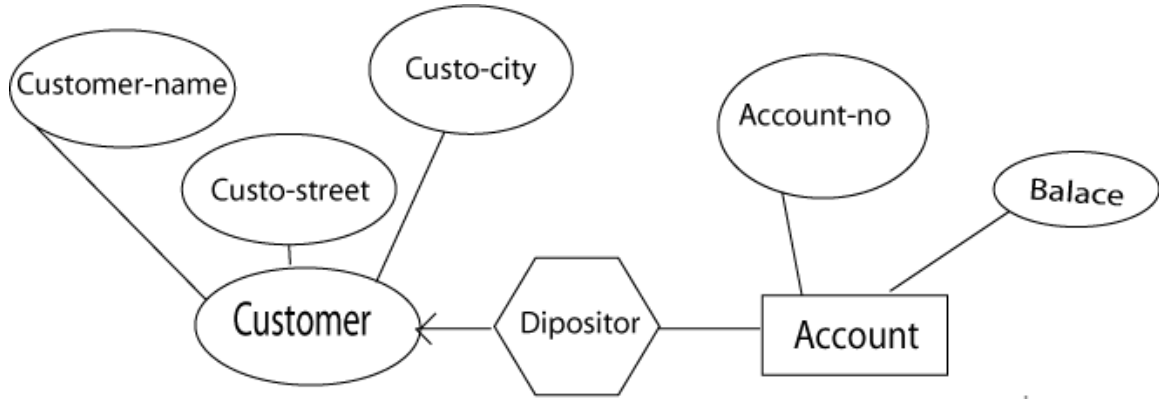 Customer-name
Custo-city
Account-no
Custo-street
Balace
Customer
Dipositor
Account